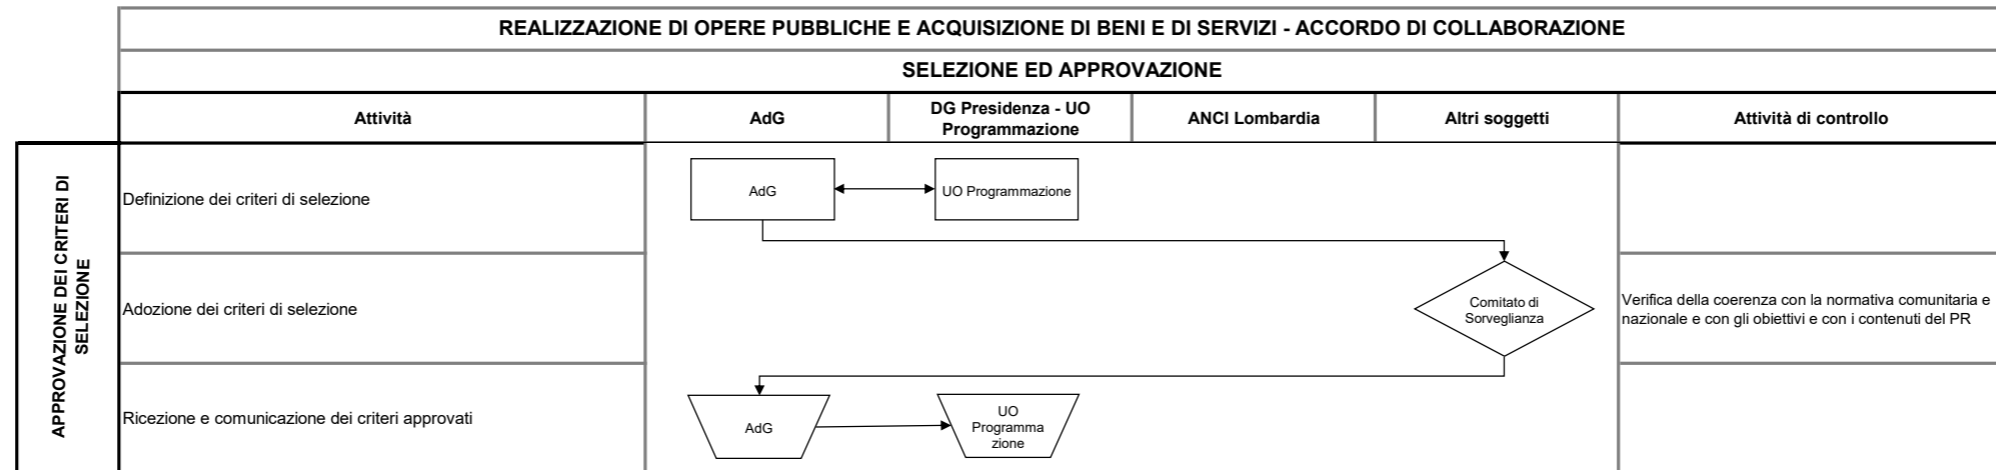 REALIZZAZIONE DI OPERE PUBBLICHE E ACQUISIZIONE DI BENI E DI SERVIZI - ACCORDO DI COLLABORAZIONE
SELEZIONE ED APPROVAZIONE
Attività
AdG
DG Presidenza - UO
Programmazione
ANCI Lombardia
Altri soggetti
Attività di controllo
APPROVAZIONE DEI CRITERI DI
SELEZIONE
Definizione dei criteri di selezione
AdG
UO Programmazione
Adozione dei criteri di selezione
Comitato di
Sorveglianza
Verifica della coerenza con la normativa comunitaria e
nazionale e con gli obiettivi e con i contenuti del PR
Ricezione e comunicazione dei criteri approvati
AdG
UO
Programma
zione